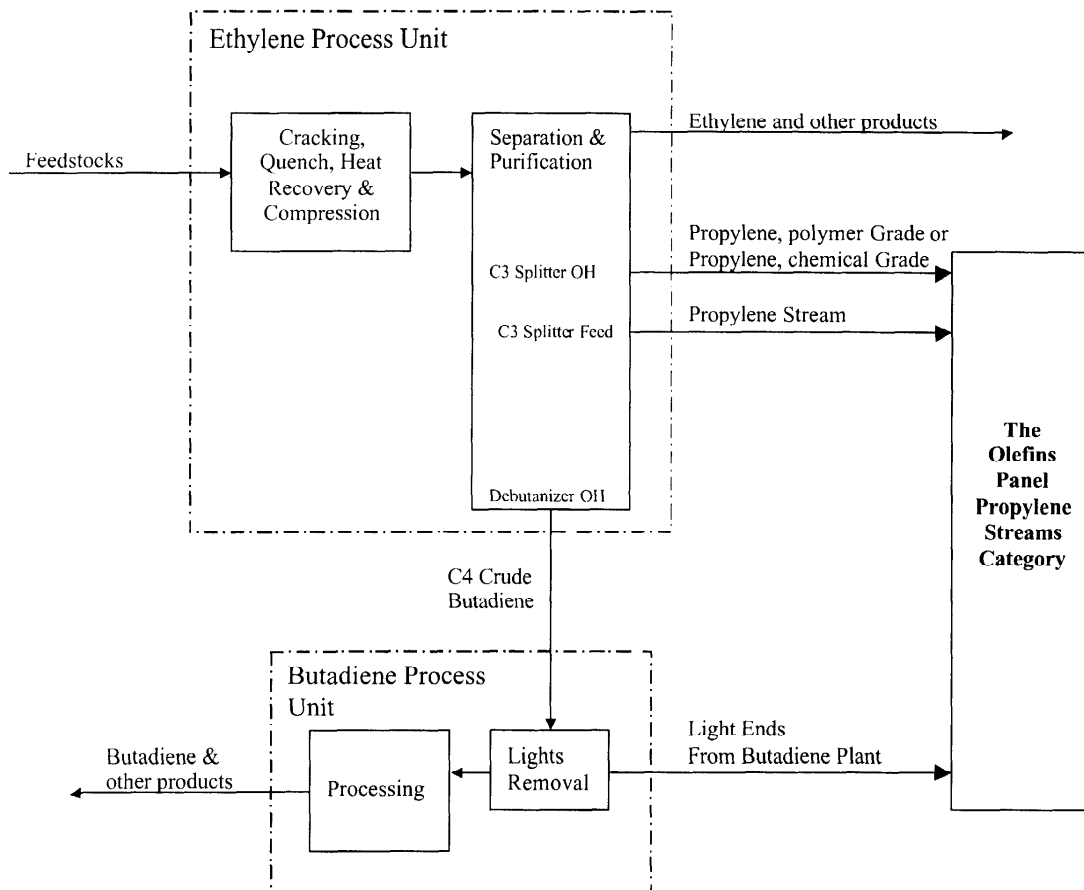 Ethylene Process Unit
Feedstocks
Cracking,
Quench, Heat
Recovery &
Compression
Separation &
Purification
C3 Splitter OH
C3 Splitter Feed
Debutanizer OH
Ethylene and other products
Propylene, polymer Grade or
Propylene, chemical Grade
Propylene Stream
The
Olefins
Panel
Propylene
Streams
Category
C4 Crude
Butadiene
Butadiene Process
Unit
Lights
Removal
Processing
Light Ends
From Butadiene Plant
Butadiene &
other products